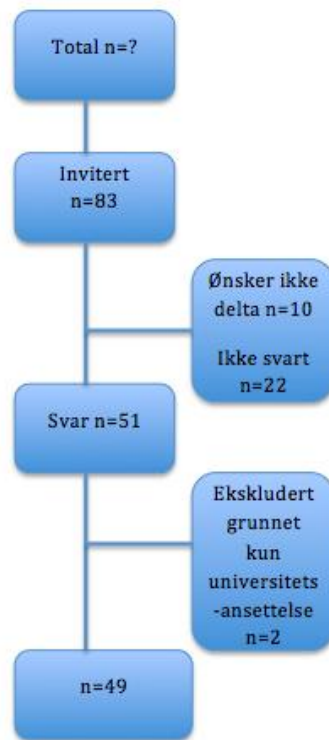 Total n=?
Invitert
n=83
Ønsker ikke
delta n=10
Ikke svart
n=22
Svar n=51
Ekskludert
grunnet
kun
universitets
-ansettelse
n=2
n=49